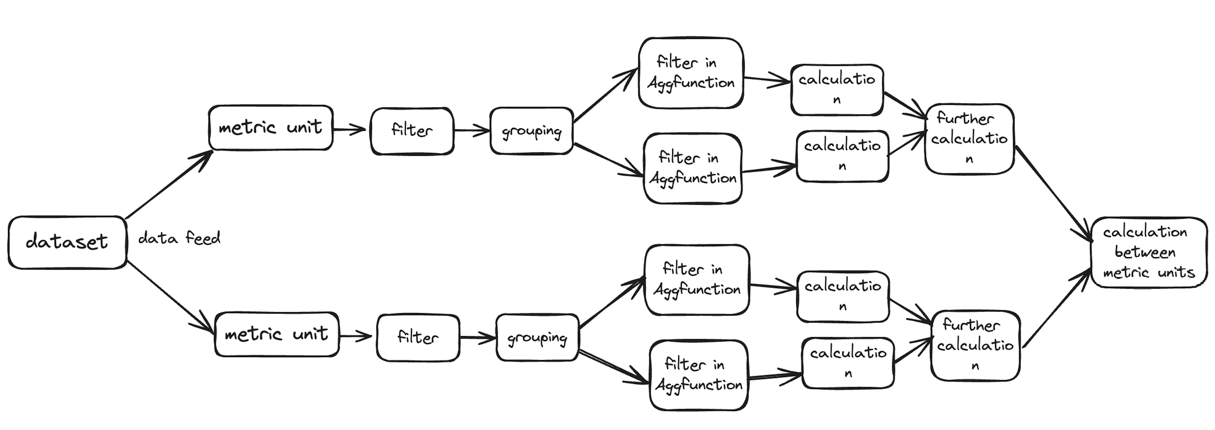 dataset
data feed
metric unit
filter
grouping
filter in
Aggfunction
calculatio
n
filter in
Aggfunction
calculatio
n
further
calculatio
n
metric unit
filter
grouping
filter in
Aggfunction
calculatio
n
filter in
Aggfunction
calculatio
n
further
calculatio
n
calculation
between
metric units